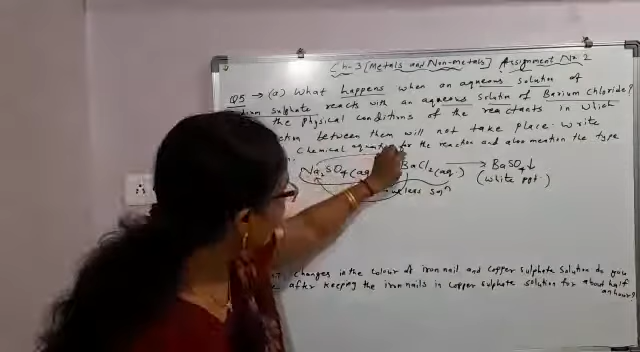 Ch-3 [Metals and Non-metals] Assignment No. 2
Q5 → (a) What happens when an aqueous solution of
sulphate reacts with an aqueous solution of Barium Chloride?
the physical conditions of the reactants in which
between them will not take place. Write
chemical equation for the reaction and also mention the type
Na2SO4 (aq BaCl2 (aq.) ⟶ BaSO4↓
soln (white ppt.)
changes in the colour of iron nail and copper sulphate solution do you
after keeping the iron nails in copper sulphate solution for about half
an hour?